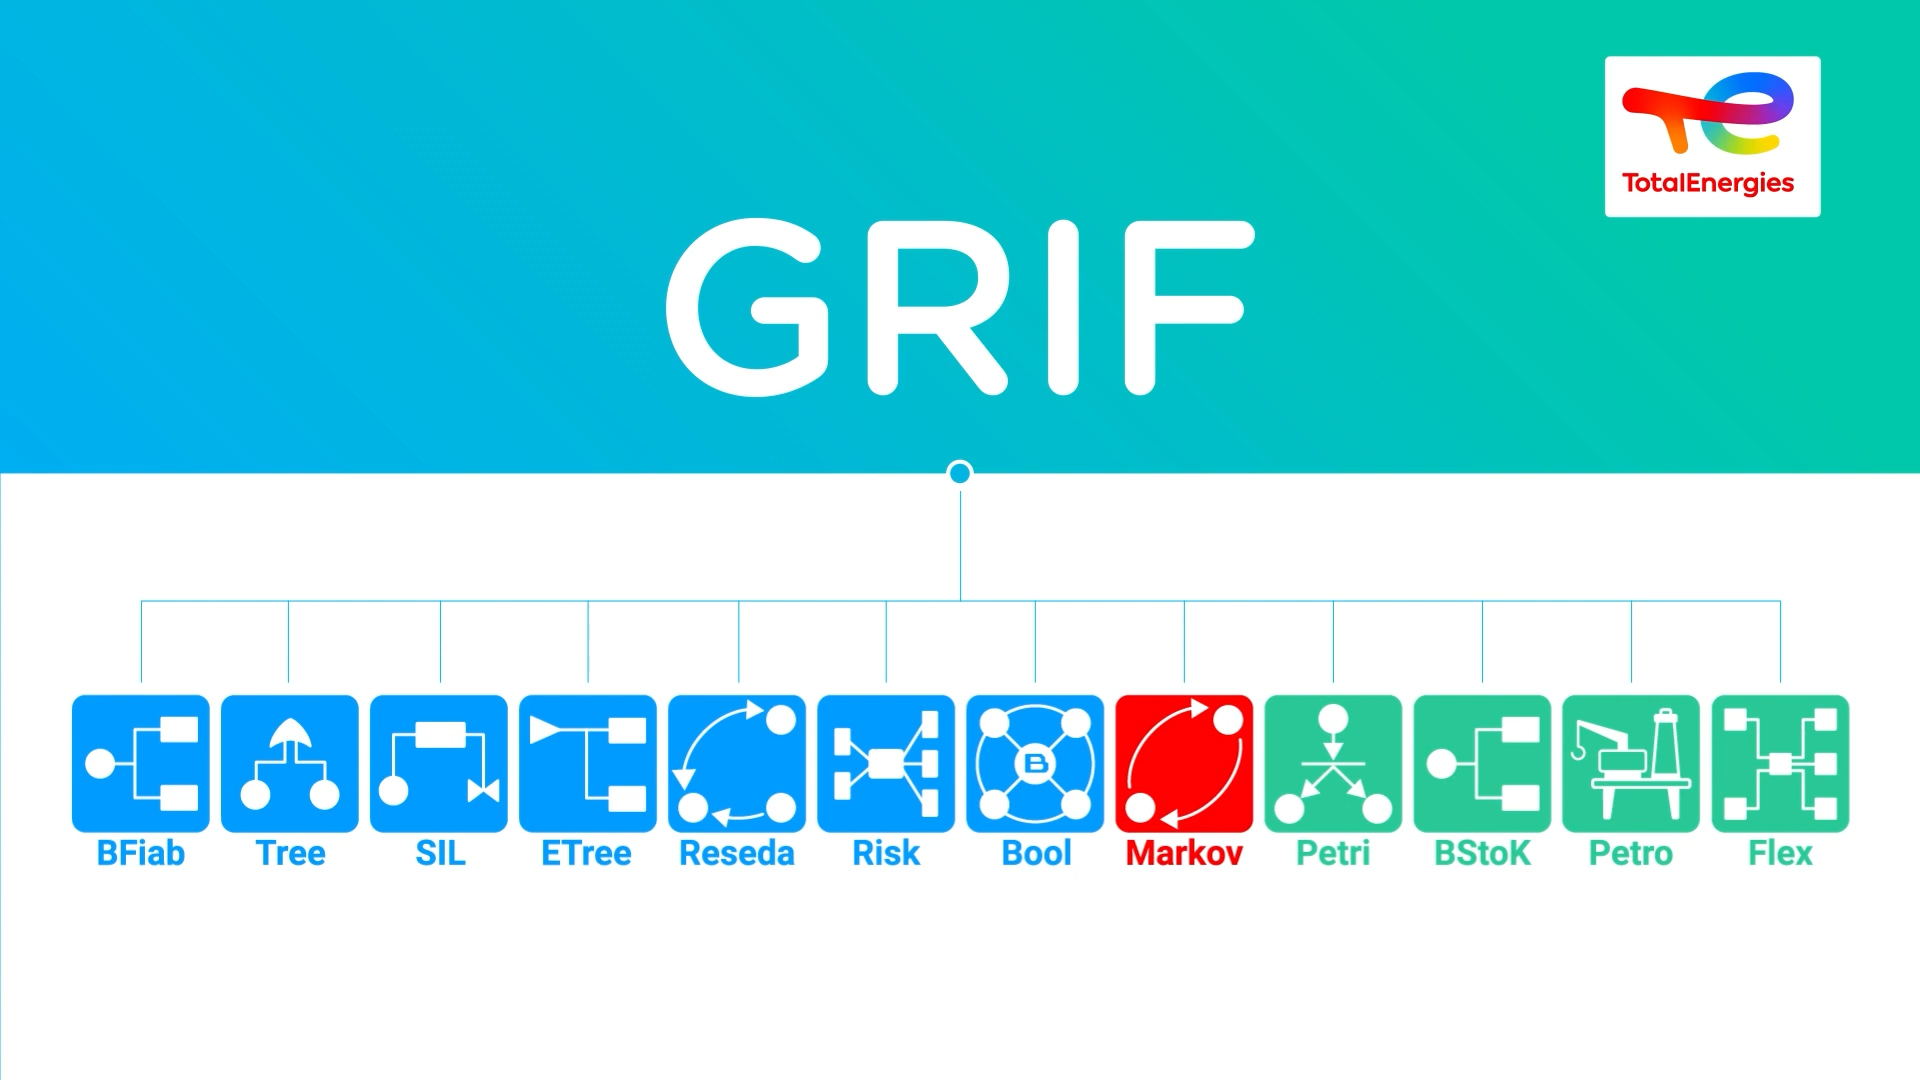 TotalEnergies
GRIF
BFiab Tree SIL ETree Reseda Risk Bool Markov Petri BStoK Petro Flex
B